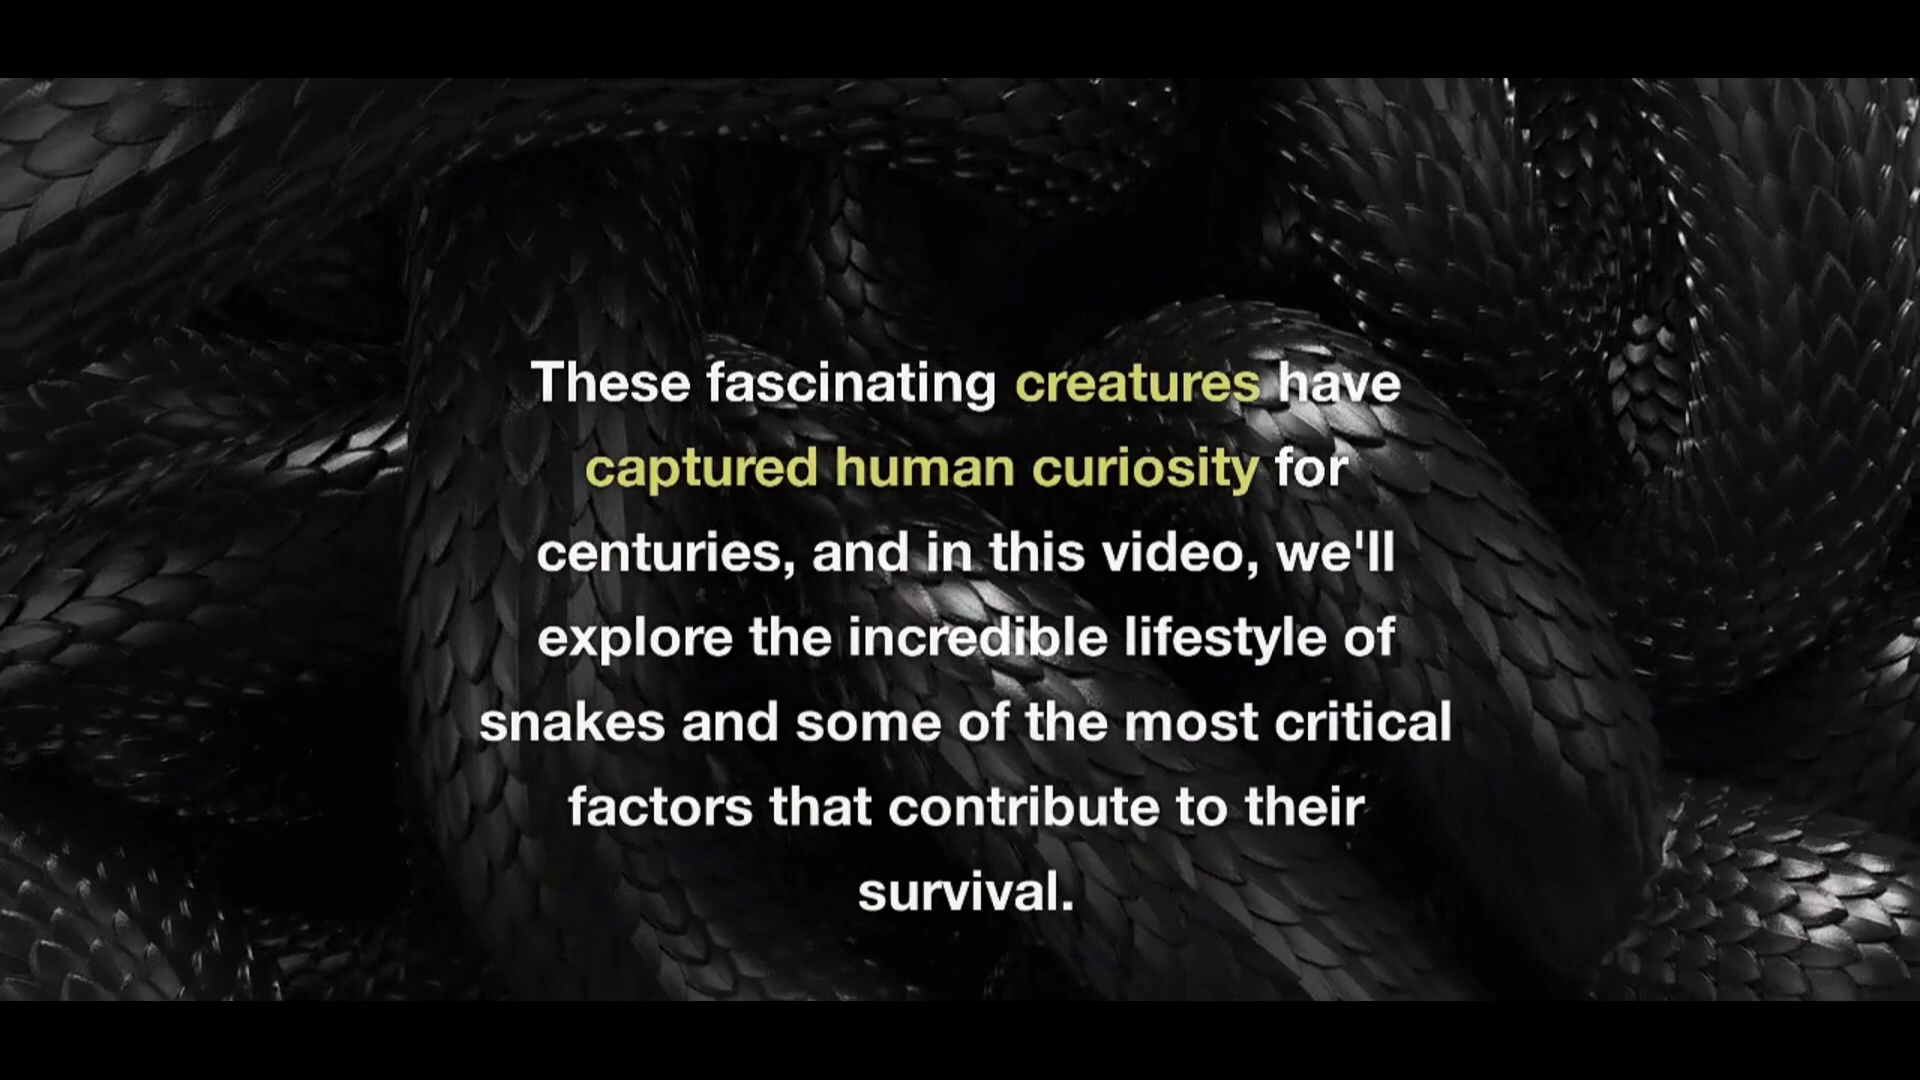 These fascinating creatures have
captured human curiosity for
centuries, and in this video, we'll
explore the incredible lifestyle of
snakes and some of the most critical
factors that contribute to their
survival.